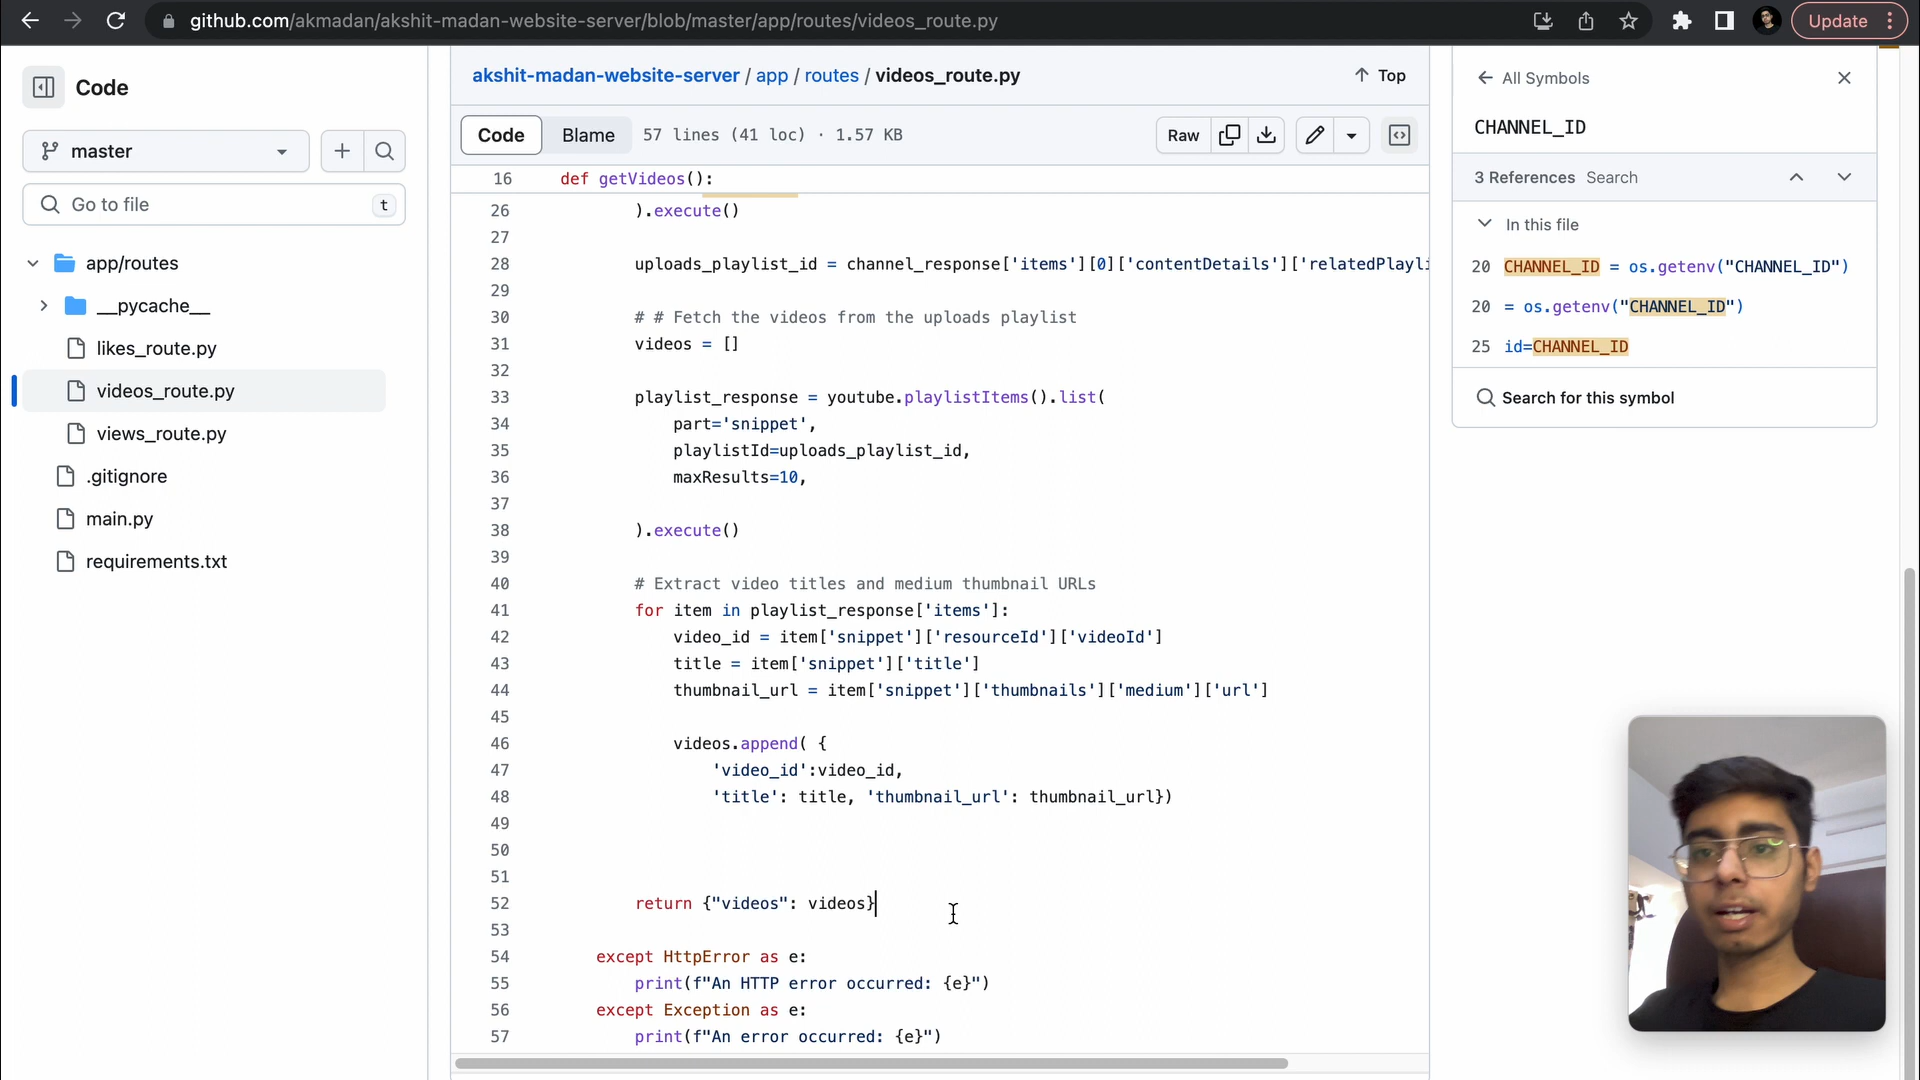 github.com/akmadan/akshit-madan-website-server/blob/master/app/routes/videos_route.py
Update
Code
master
Go to file
t
app/routes
__pycache__
likes_route.py
videos_route.py
views_route.py
.gitignore
main.py
requirements.txt
akshit-madan-website-server / app / routes / videos_route.py
Top
Code Blame 57 lines (41 loc) · 1.57 KB
Raw
16 def getVideos():
26 ).execute()
27
28 uploads_playlist_id = channel_response['items'][0]['contentDetails']['relatedPlayli
29
30 # # Fetch the videos from the uploads playlist
31 videos = []
32
33 playlist_response = youtube.playlistItems().list(
34 part='snippet',
35 playlistId=uploads_playlist_id,
36 maxResults=10,
37
38 ).execute()
39
40 # Extract video titles and medium thumbnail URLs
41 for item in playlist_response['items']:
42 video_id = item['snippet']['resourceId']['videoId']
43 title = item['snippet']['title']
44 thumbnail_url = item['snippet']['thumbnails']['medium']['url']
45
46 videos.append( {
47 'video_id':video_id,
48 'title': title, 'thumbnail_url': thumbnail_url})
49
50
51
52 return {"videos": videos}
53
54 except HttpError as e:
55 print(f"An HTTP error occurred: {e}")
56 except Exception as e:
57 print(f"An error occurred: {e}")
All Symbols
CHANNEL_ID
3 References Search
In this file
20 CHANNEL_ID = os.getenv("CHANNEL_ID")
20 = os.getenv("CHANNEL_ID")
25 id=CHANNEL_ID
Search for this symbol